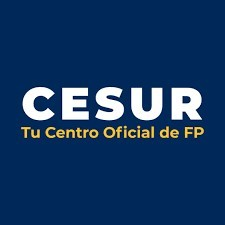 CESUR
Tu Centro Oficial de FP